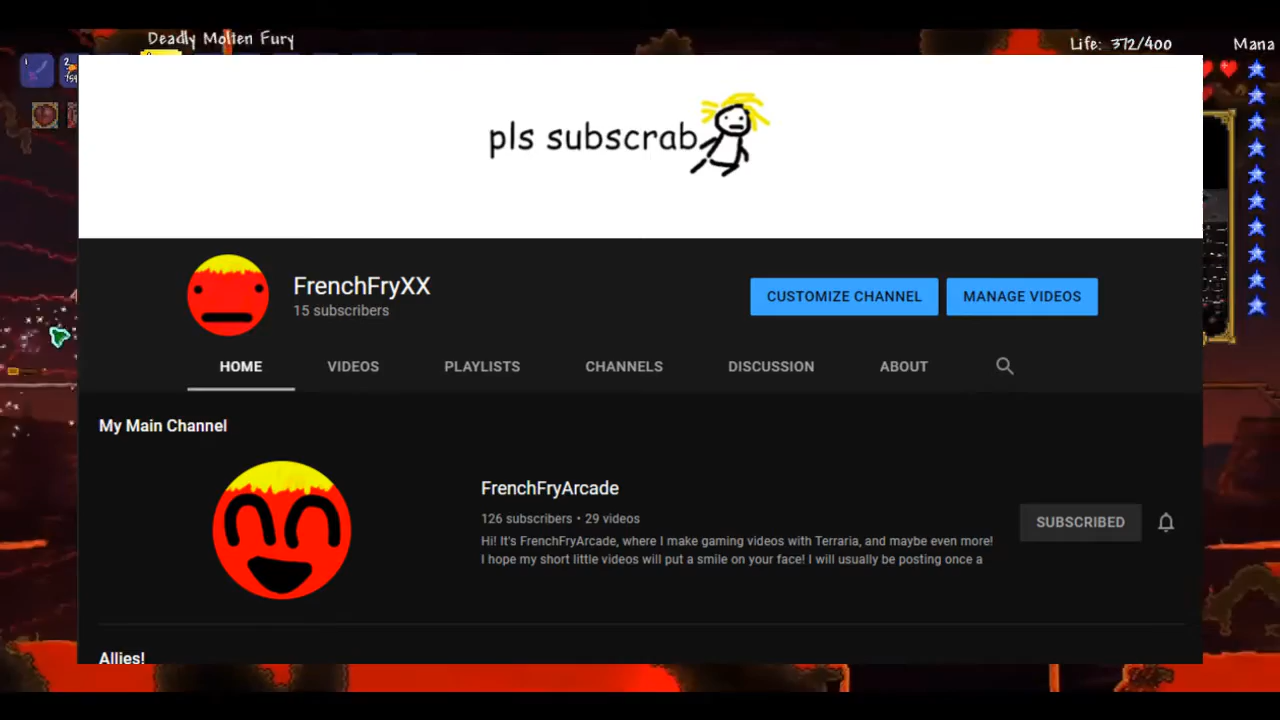 Deadly Molten Fury
Life: 372/400
Mana
1
2
pls subscrab
FrenchFryXX
15 subscribers
CUSTOMIZE CHANNEL
MANAGE VIDEOS
HOME
VIDEOS
PLAYLISTS
CHANNELS
DISCUSSION
ABOUT
My Main Channel
FrenchFryArcade
126 subscribers • 29 videos
Hi! It's FrenchFryArcade, where I make gaming videos with Terraria, and maybe even more!
I hope my short little videos will put a smile on your face! I will usually be posting once a
SUBSCRIBED
Allies!